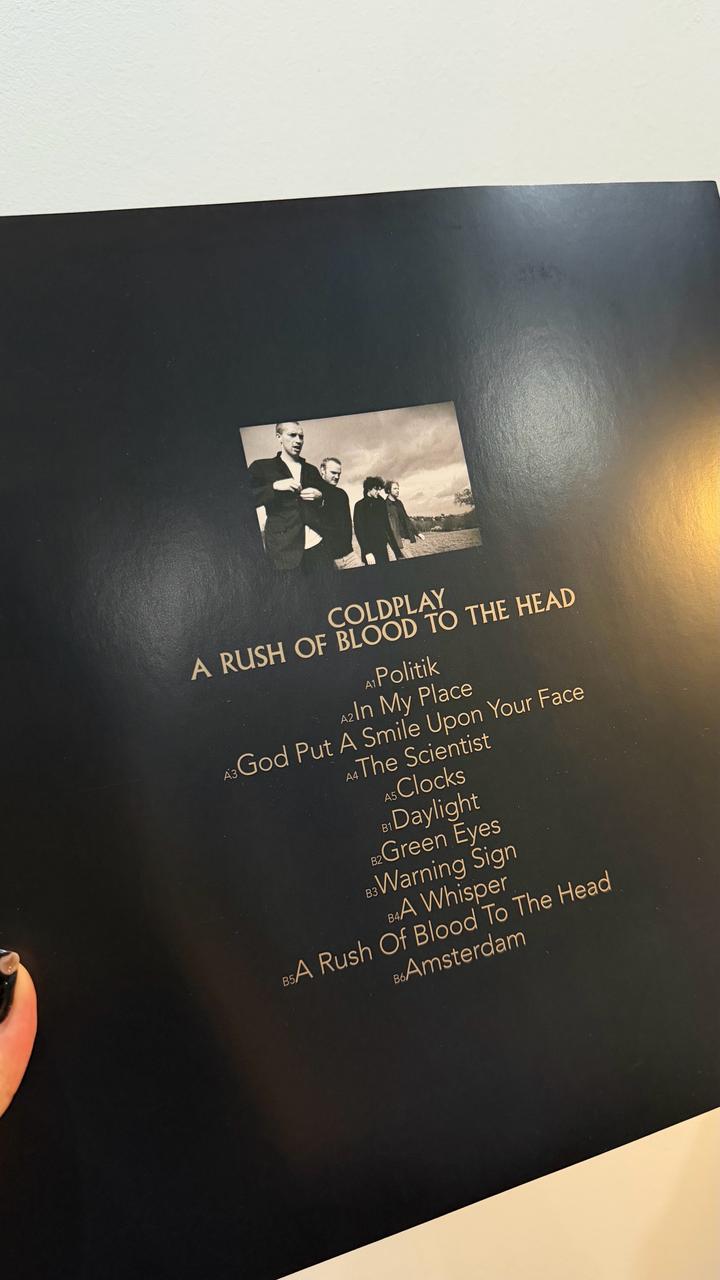 COLDPLAY
A RUSH OF BLOOD TO THE HEAD
A1Politik
A2In My Place
A3God Put A Smile Upon Your Face
A4The Scientist
A5Clocks
B1Daylight
B2Green Eyes
B3Warning Sign
B4A Whisper
B5A Rush Of Blood To The Head
B6Amsterdam